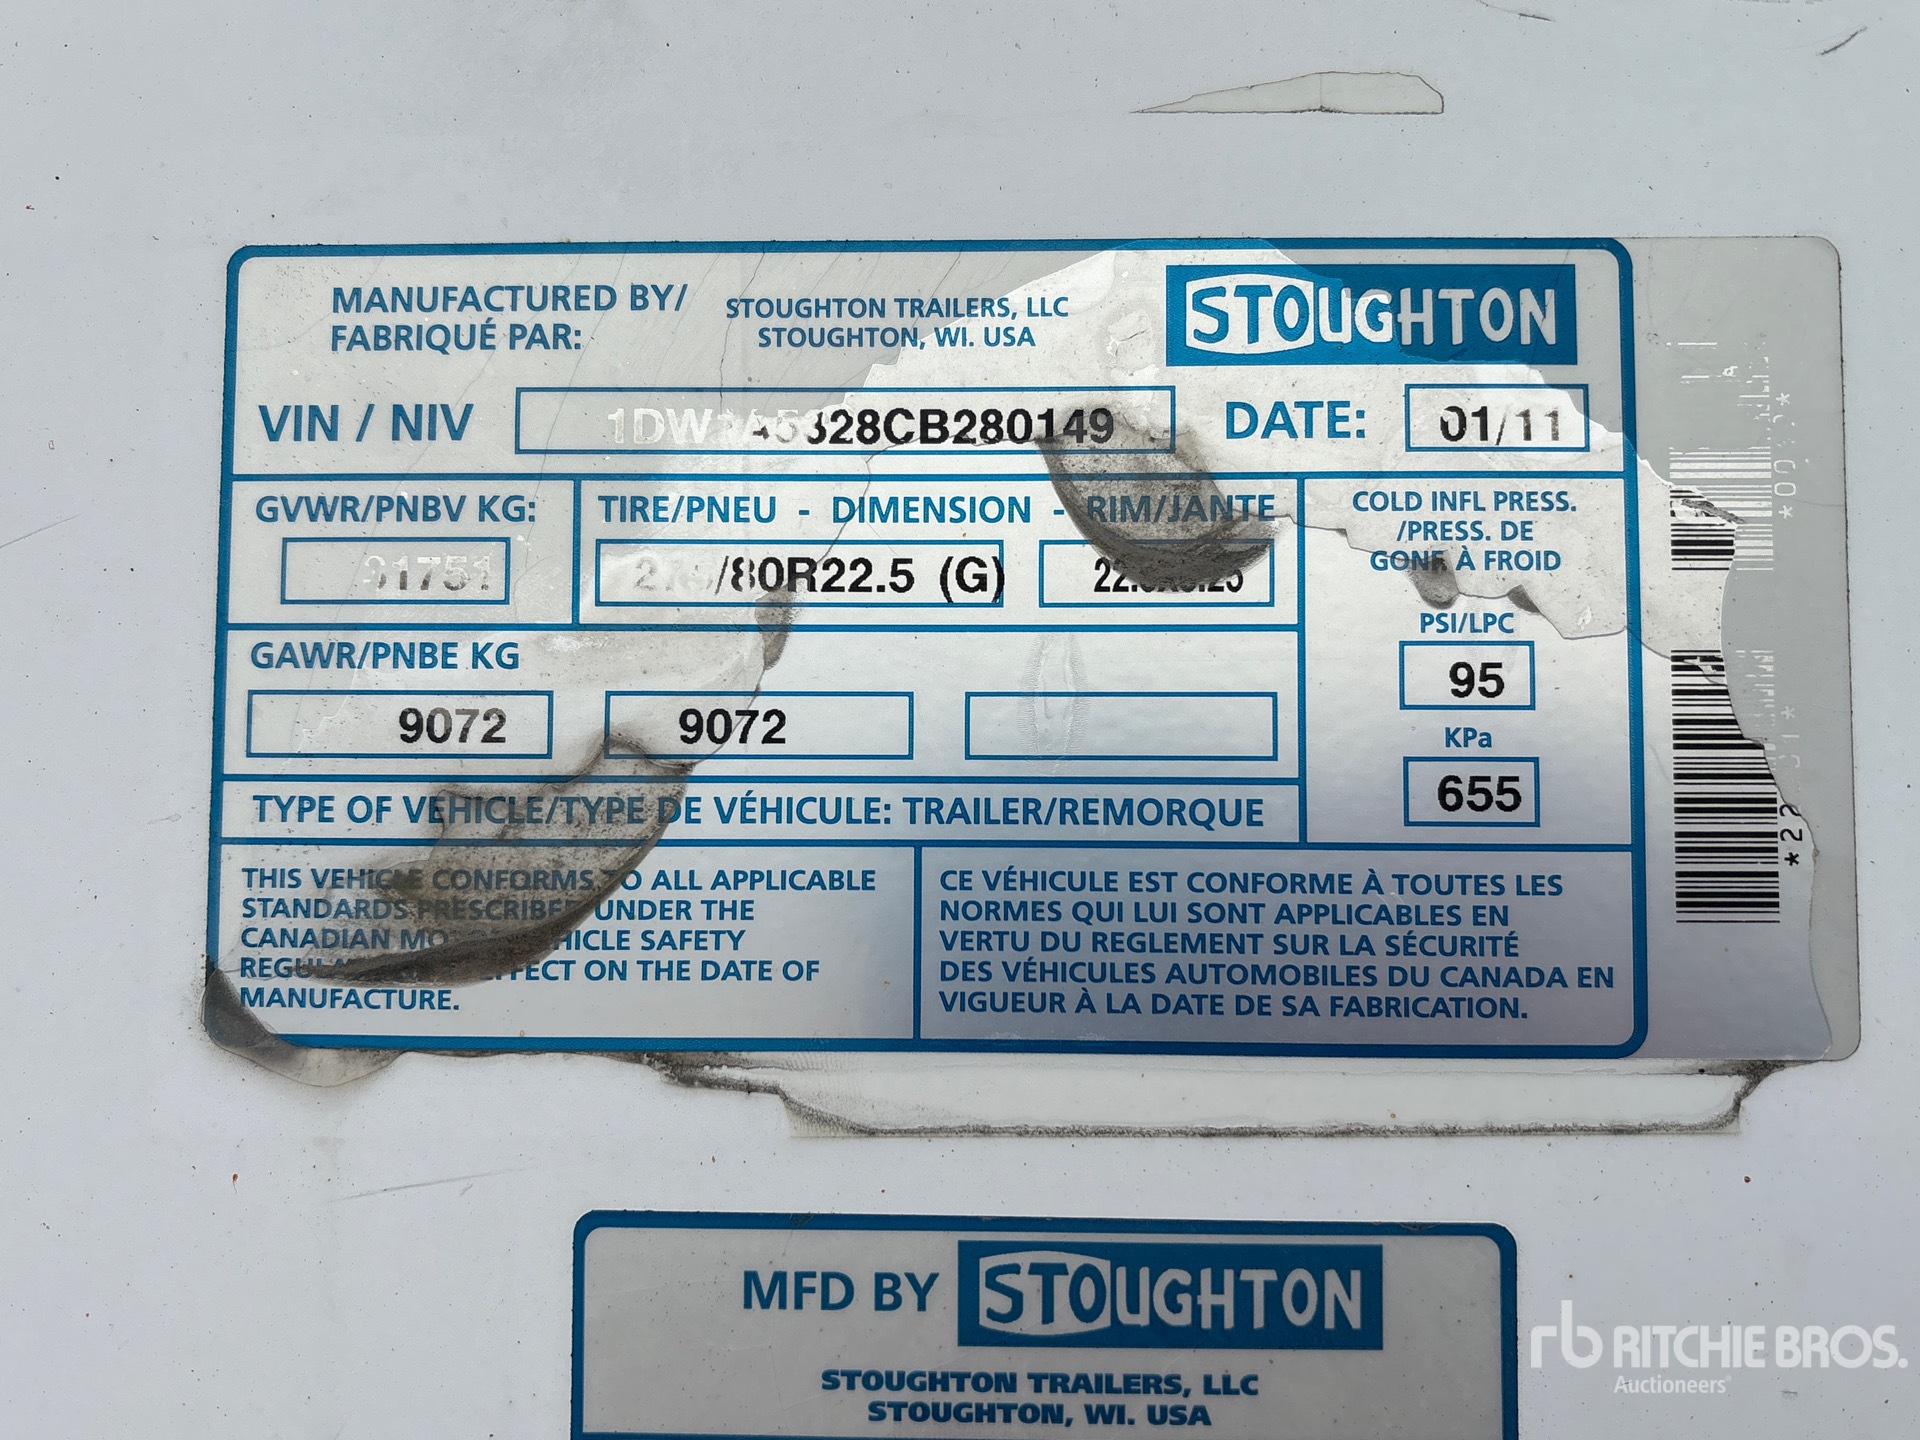 MANUFACTURED BY/
FABRIQUÉ PAR:
STOUGHTON TRAILERS, LLC
STOUGHTON, WI. USA
STOUGHTON
VIN / NIV
DATE: 01/11
GVWR/PNBV KG:
TIRE/PNEU - DIMENSION - RIM/JANTE
(G)
GAWR/PNBE KG
9072 9072
COLD INFL PRESS.
/PRESS. DE
GONF À FROID
PSI/LPC
95
KPa
655
TYPE OF VEHICLE/TYPE DE VÉHICULE: TRAILER/REMORQUE
THIS VEHICLE CONFORMS TO ALL APPLICABLE
STANDARDS PRESCRIBED UNDER THE
CANADIAN MOTOR VEHICLE SAFETY
EFFECT ON THE DATE OF
MANUFACTURE.
CE VÉHICULE EST CONFORME À TOUTES LES
NORMES QUI LUI SONT APPLICABLES EN
VERTU DU REGLEMENT SUR LA SÉCURITÉ
DES VÉHICULES AUTOMOBILES DU CANADA EN
VIGUEUR À LA DATE DE SA FABRICATION.
MFD BY STOUGHTON
STOUGHTON TRAILERS, LLC
STOUGHTON, WI. USA
rb RITCHIE BROS.
Auctioneers